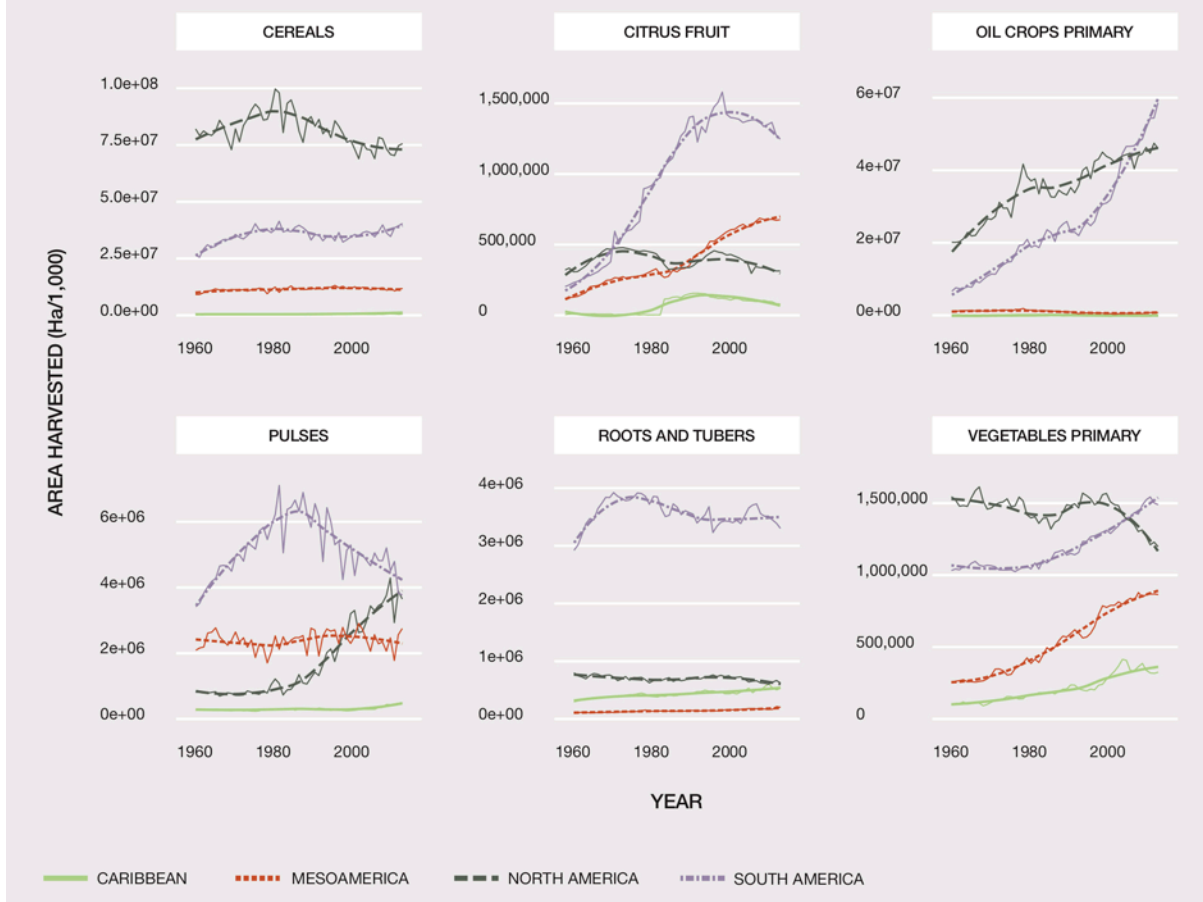 CEREALS
CITRUS FRUIT
OIL CROPS PRIMARY
1.0e+08
7.5e+07
5.0e+07
2.5e+07
0.0e+00
1960 1980 2000
1,500,000
1,000,000
500,000
0
1960 1980 2000
6e+07
4e+07
2e+07
0e+00
1960 1980 2000
AREA HARVESTED (Ha/1,000)
PULSES
ROOTS AND TUBERS
VEGETABLES PRIMARY
6e+06
4e+06
2e+06
0e+00
1960 1980 2000
4e+06
3e+06
2e+06
1e+06
0e+00
1960 1980 2000
1,500,000
1,000,000
500,000
0
1960 1980 2000
YEAR
CARIBBEAN MESOAMERICA NORTH AMERICA SOUTH AMERICA